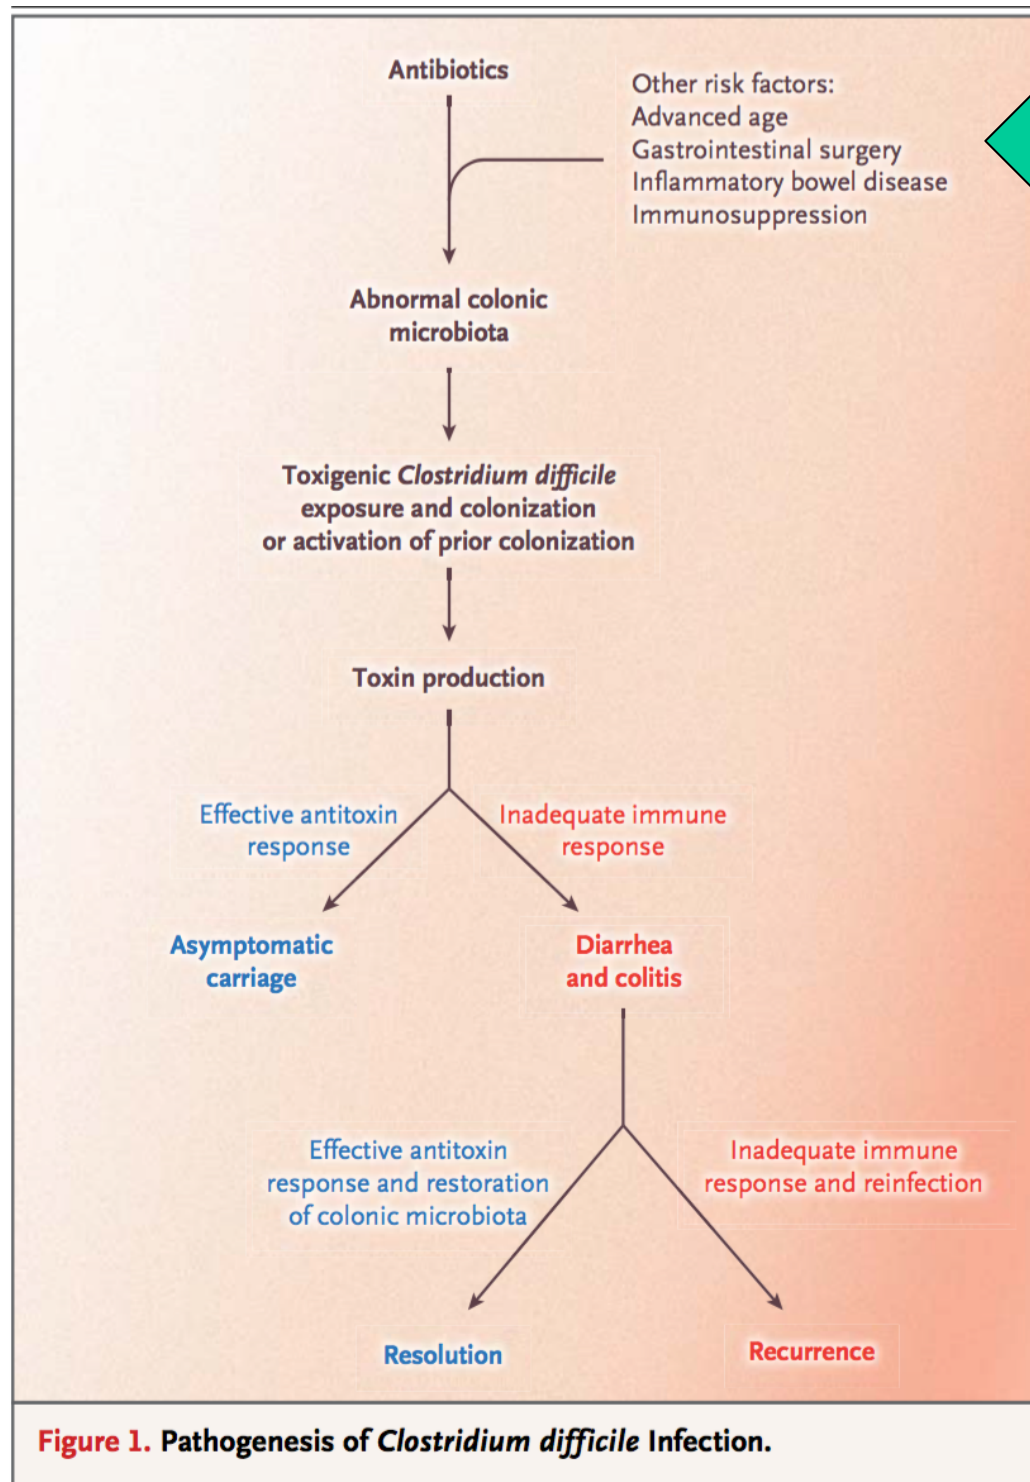 Antibiotics
Other risk factors:
Advanced age
Gastrointestinal surgery
Inflammatory bowel disease
Immunosuppression
Abnormal colonic
microbiota
Toxigenic Clostridium difficile
exposure and colonization
or activation of prior colonization
Toxin production
Effective antitoxin
response
Inadequate immune
response
Asymptomatic
carriage
Diarrhea
and colitis
Effective antitoxin
response and restoration
of colonic microbiota
Inadequate immune
response and reinfection
Resolution
Recurrence
Figure 1. Pathogenesis of Clostridium difficile Infection.